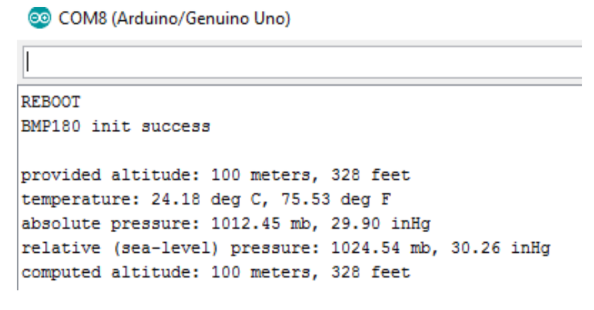 COM8 (Arduino/Genuino Uno)
REBOOT
BMP180 init success
provided altitude: 100 meters, 328 feet
temperature: 24.18 deg C, 75.53 deg F
absolute pressure: 1012.45 mb, 29.90 inHg
relative (sea-level) pressure: 1024.54 mb, 30.26 inHg
computed altitude: 100 meters, 328 feet